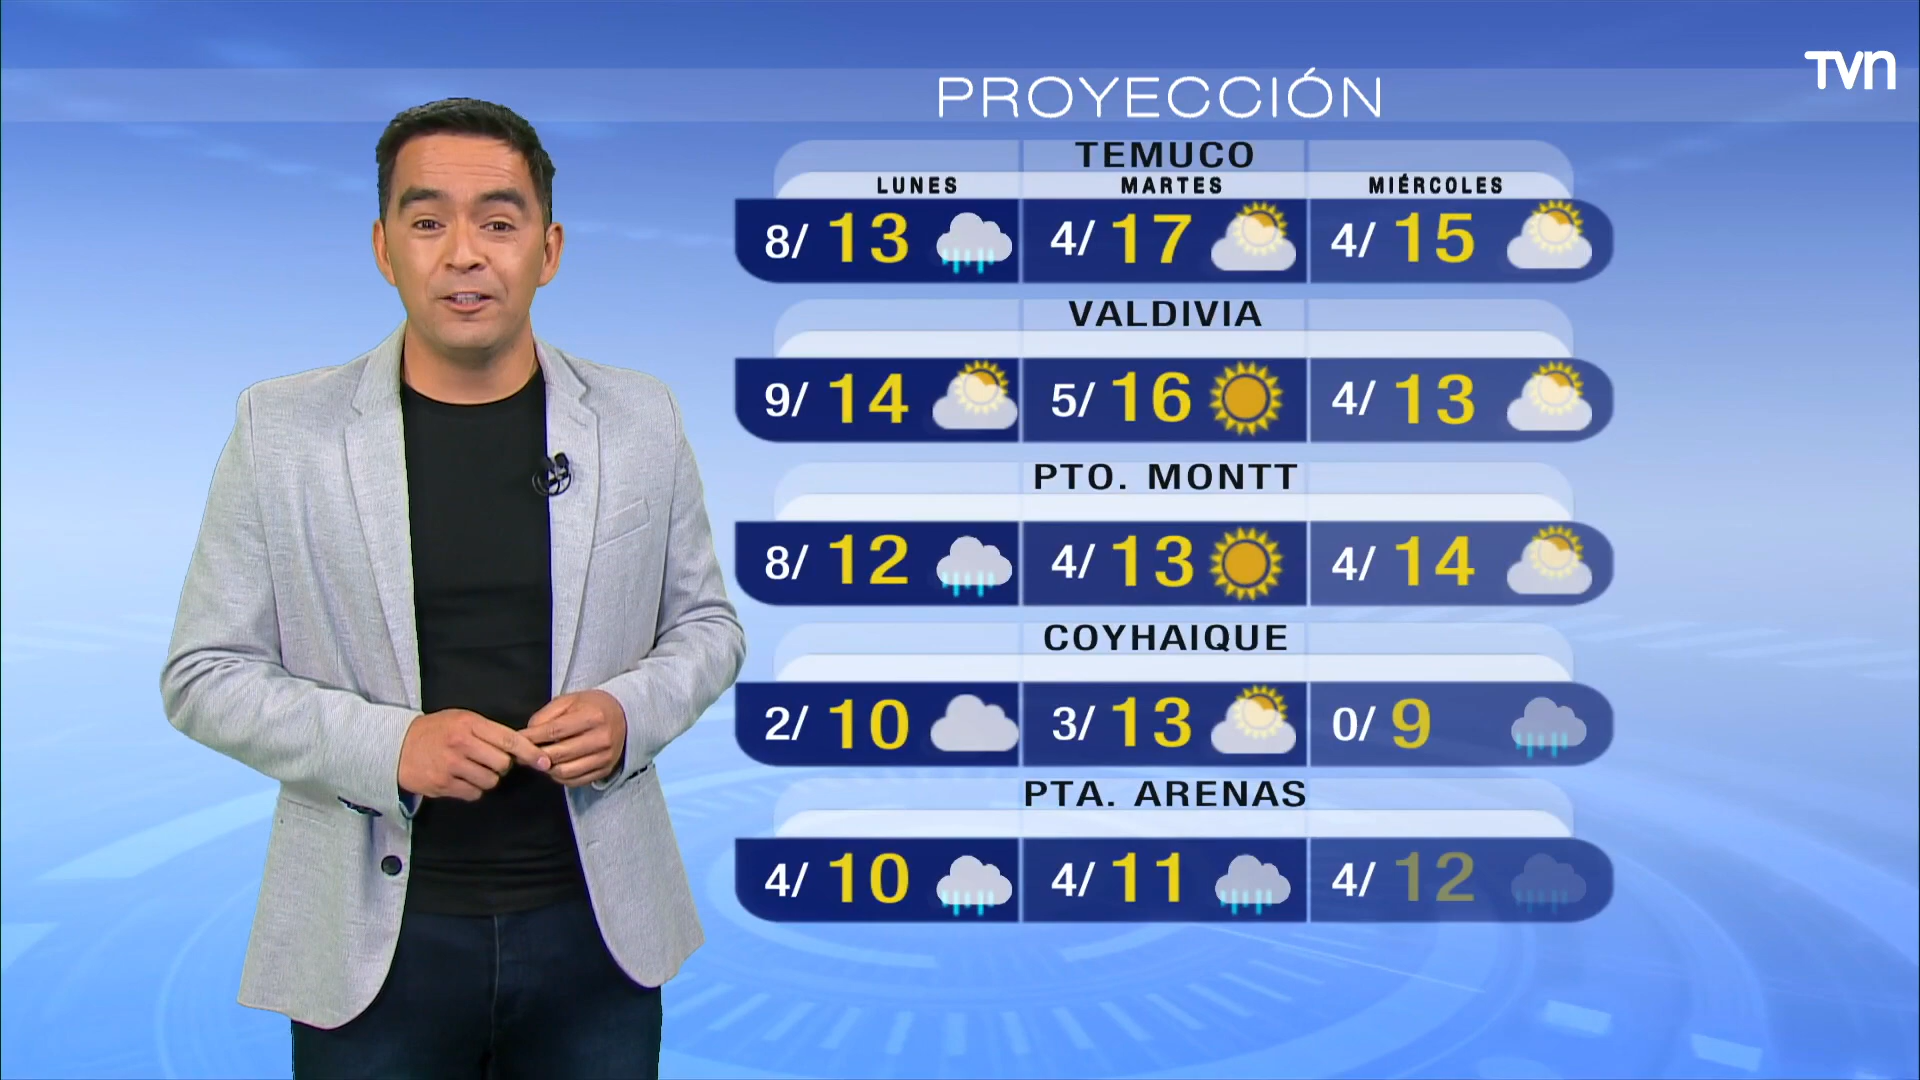 TVN
PROYECCIÓN
TEMUCO
LUNES MARTES MIÉRCOLES
8/ 13 4/ 17 4/ 15
VALDIVIA
9/ 14 5/ 16 4/ 13
PTO. MONTT
8/ 12 4/ 13 4/ 14
COYHAIQUE
2/ 10 3/ 13 0/ 9
PTA. ARENAS
4/ 10 4/ 11 4/ 12